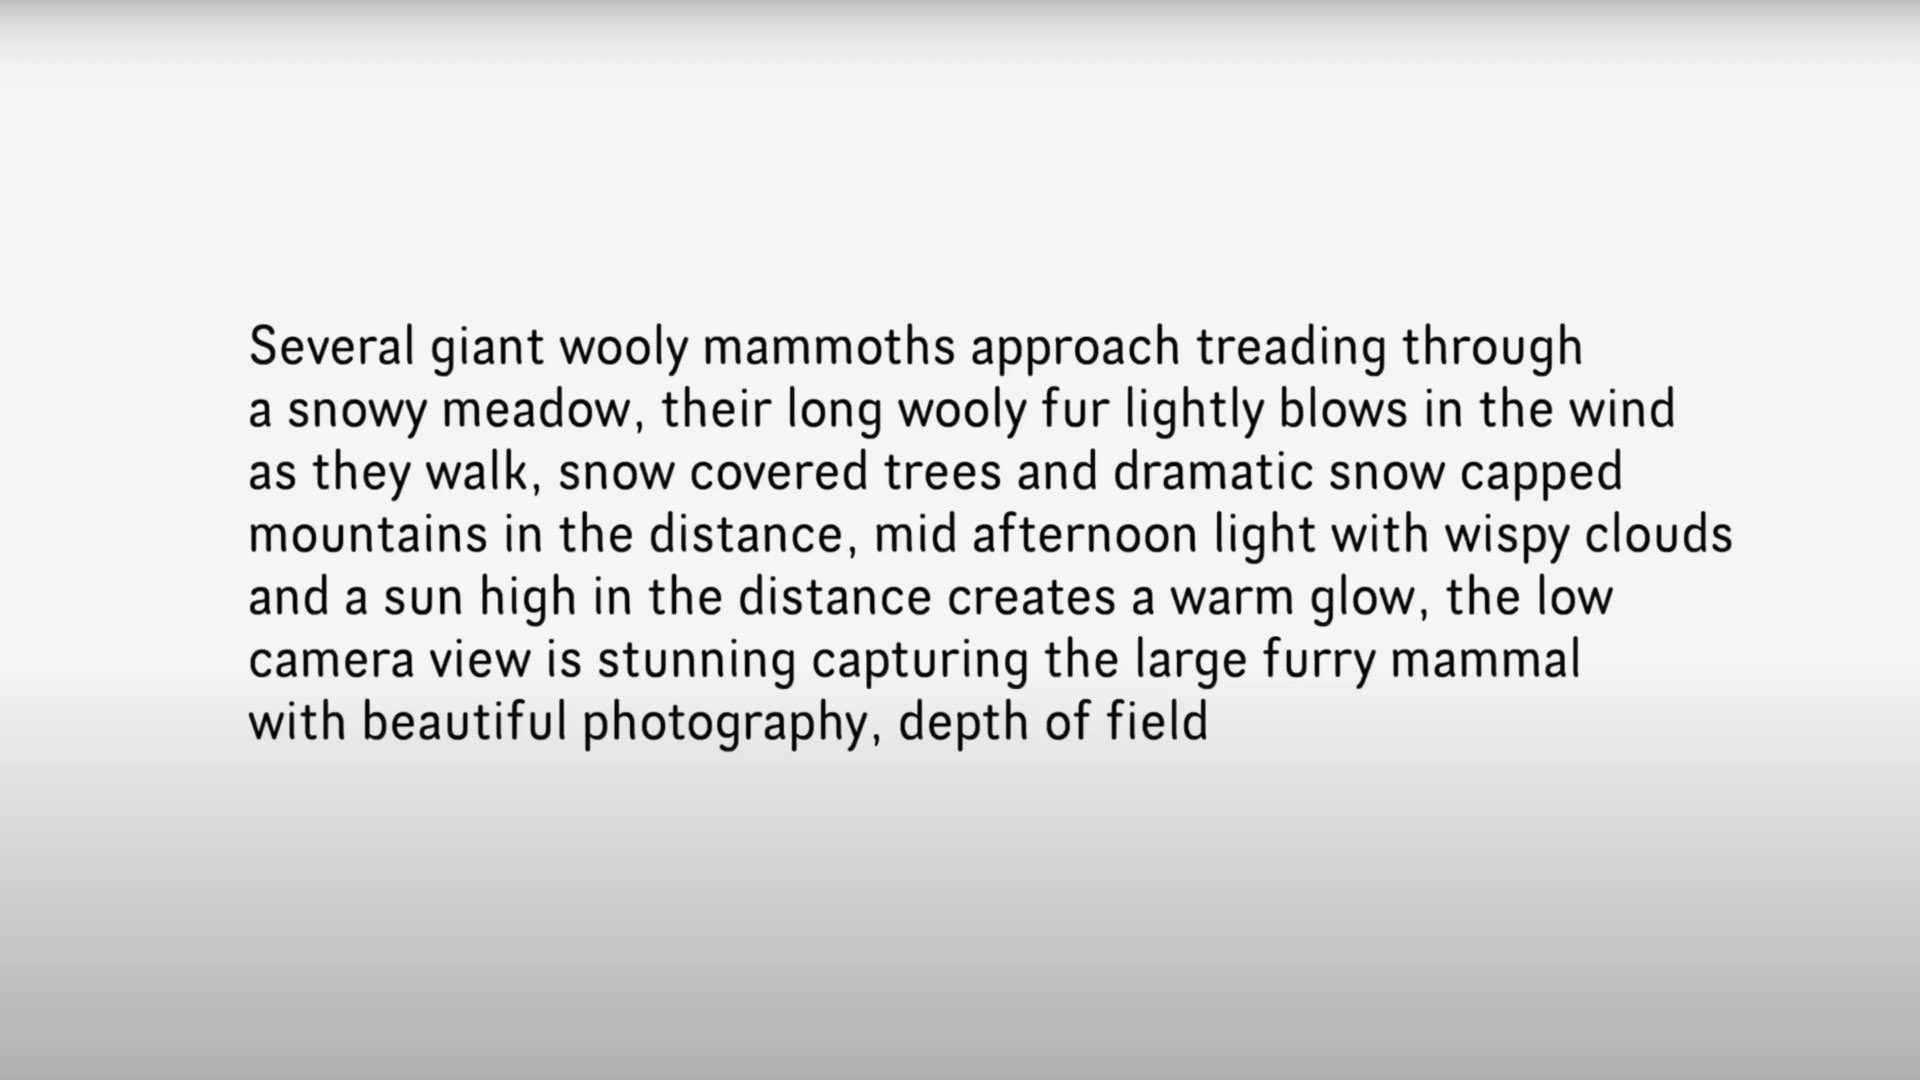 Several giant wooly mammoths approach treading through
a snowy meadow, their long wooly fur lightly blows in the wind
as they walk, snow covered trees and dramatic snow capped
mountains in the distance, mid afternoon light with wispy clouds
and a sun high in the distance creates a warm glow, the low
camera view is stunning capturing the large furry mammal
with beautiful photography, depth of field